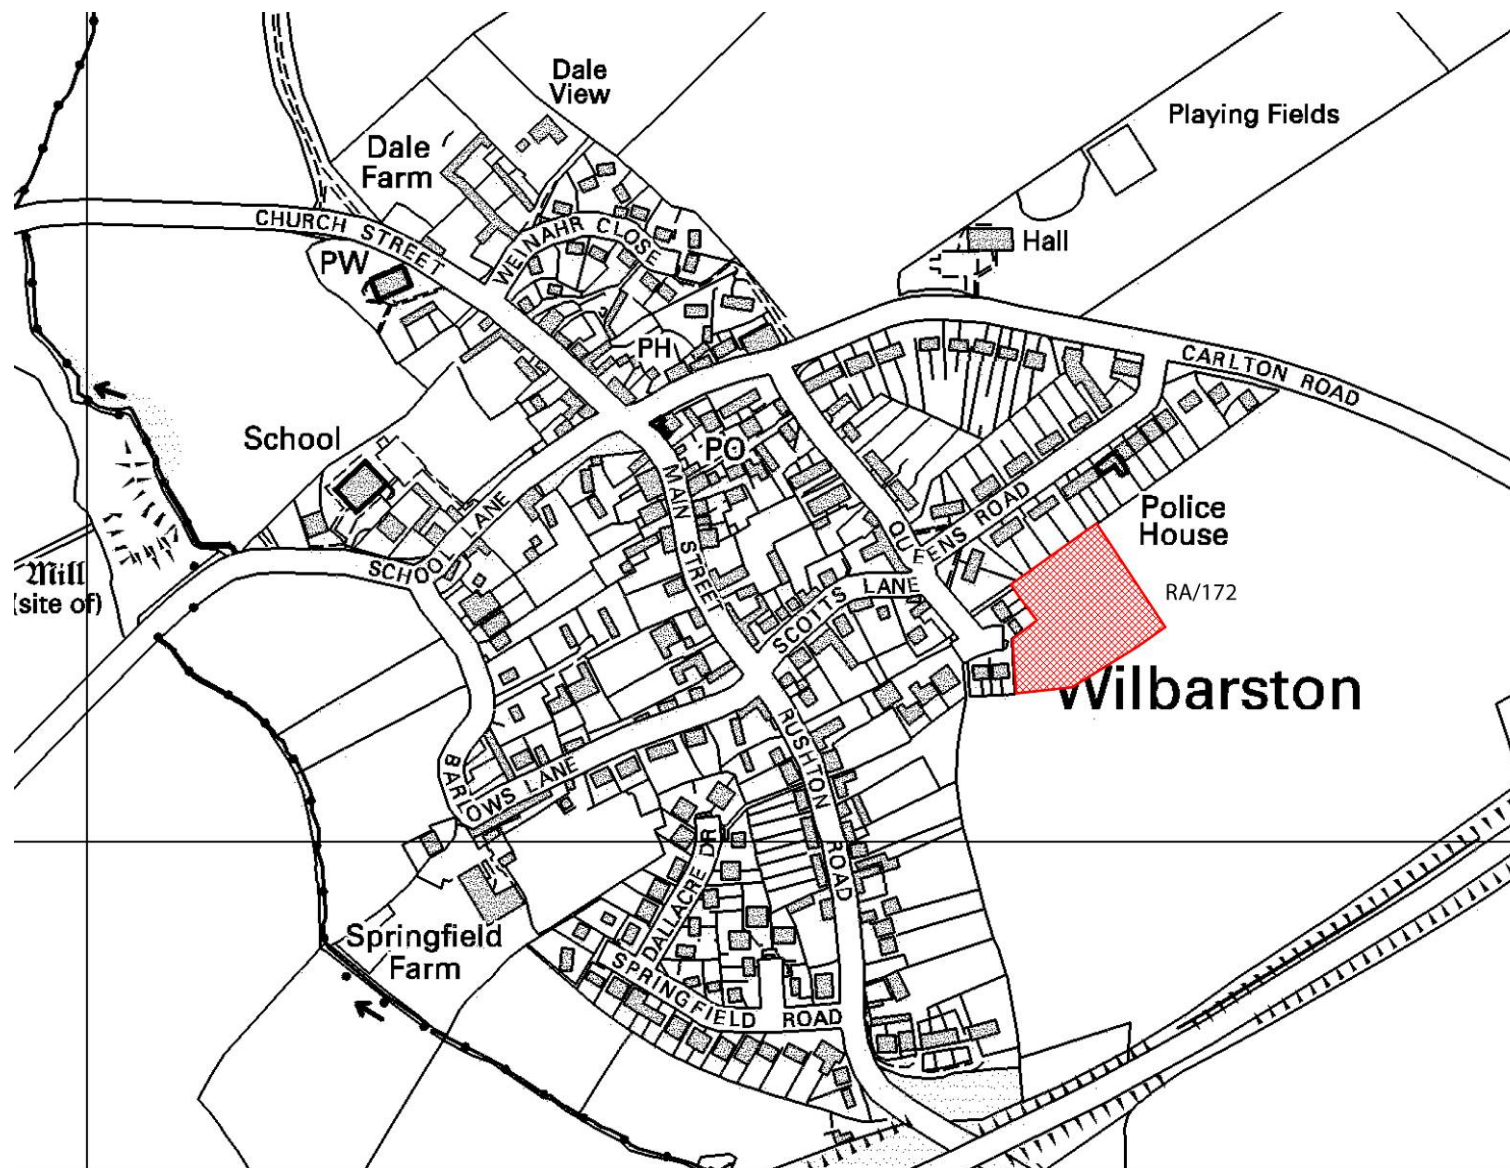 Dale
View
Playing Fields
Dale
Farm
CHURCH STREET
WEINAHR CLOSE
Hall
PW
PH
CARLTON ROAD
School
PO
MAIN STREET
SCHOOL LANE
QUEENS ROAD
Police
House
Mill
(site of)
SCOTTS LANE
RA/172
Wilbarston
RUSHTON ROAD
BARLOWS LANE
DALLACRE DR
Springfield
Farm
SPRINGFIELD ROAD